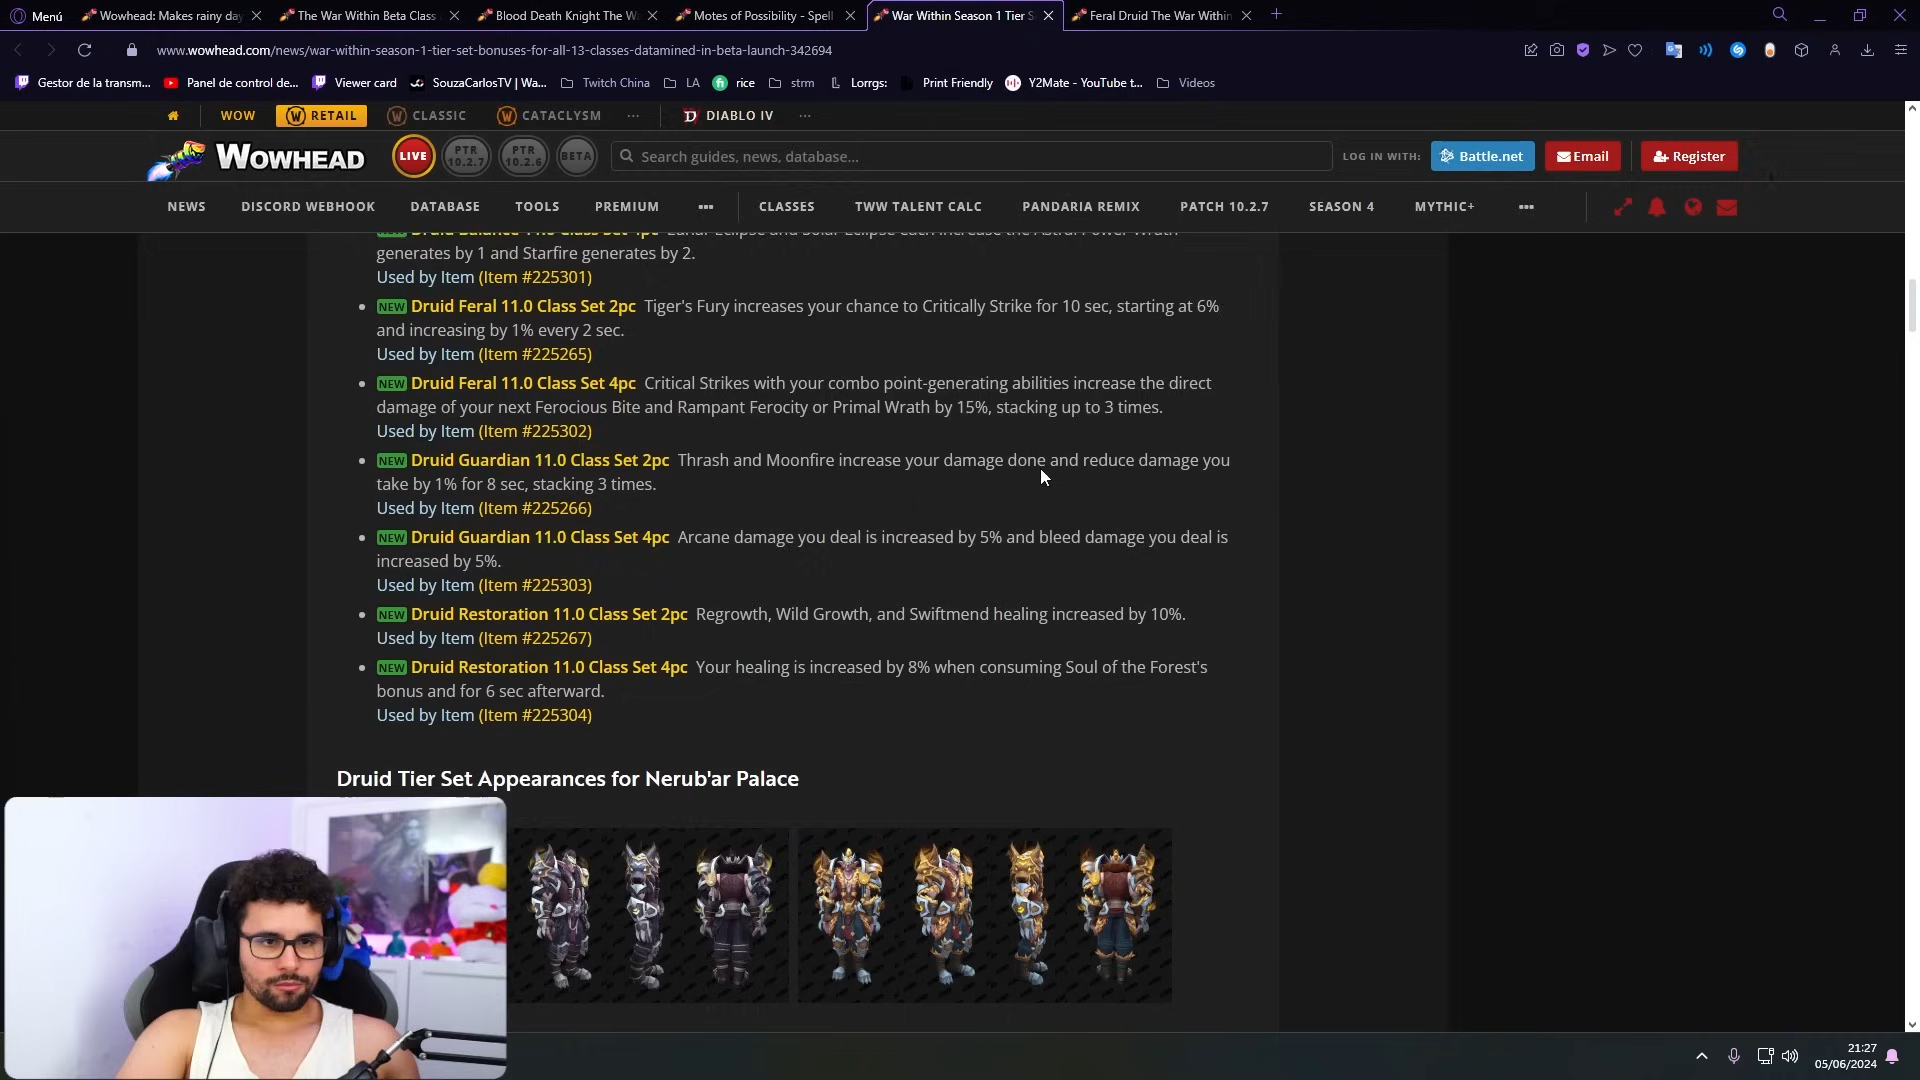 Menú
Wowhead: Makes rainy day
The War Within Beta Class
Blood Death Knight The W
Motes of Possibility - Spell
War Within Season 1 Tier S
Feral Druid The War Within
www.wowhead.com/news/war-within-season-1-tier-set-bonuses-for-all-13-classes-datamined-in-beta-launch-342694
Gestor de la transm... Panel de control de... Viewer card SouzaCarlosTV | Wa... Twitch China LA rice strm Lorrgs: Print Friendly Y2Mate - YouTube t... Videos
WOW RETAIL CLASSIC CATACLYSM ... DIABLO IV ...
WOWHEAD LIVE PTR 10.2.7 PTR 10.2.6 BETA Search guides, news, database... LOG IN WITH: Battle.net Email Register
NEWS DISCORD WEBHOOK DATABASE TOOLS PREMIUM ... CLASSES TWW TALENT CALC PANDARIA REMIX PATCH 10.2.7 SEASON 4 MYTHIC+ ...
generates by 1 and Starfire generates by 2.
Used by Item (Item #225301)
NEW Druid Feral 11.0 Class Set 2pc Tiger's Fury increases your chance to Critically Strike for 10 sec, starting at 6%
and increasing by 1% every 2 sec.
Used by Item (Item #225265)
NEW Druid Feral 11.0 Class Set 4pc Critical Strikes with your combo point-generating abilities increase the direct
damage of your next Ferocious Bite and Rampant Ferocity or Primal Wrath by 15%, stacking up to 3 times.
Used by Item (Item #225302)
NEW Druid Guardian 11.0 Class Set 2pc Thrash and Moonfire increase your damage done and reduce damage you
take by 1% for 8 sec, stacking 3 times.
Used by Item (Item #225266)
NEW Druid Guardian 11.0 Class Set 4pc Arcane damage you deal is increased by 5% and bleed damage you deal is
increased by 5%.
Used by Item (Item #225303)
NEW Druid Restoration 11.0 Class Set 2pc Regrowth, Wild Growth, and Swiftmend healing increased by 10%.
Used by Item (Item #225267)
NEW Druid Restoration 11.0 Class Set 4pc Your healing is increased by 8% when consuming Soul of the Forest's
bonus and for 6 sec afterward.
Used by Item (Item #225304)
Druid Tier Set Appearances for Nerub'ar Palace
21:27
05/06/2024